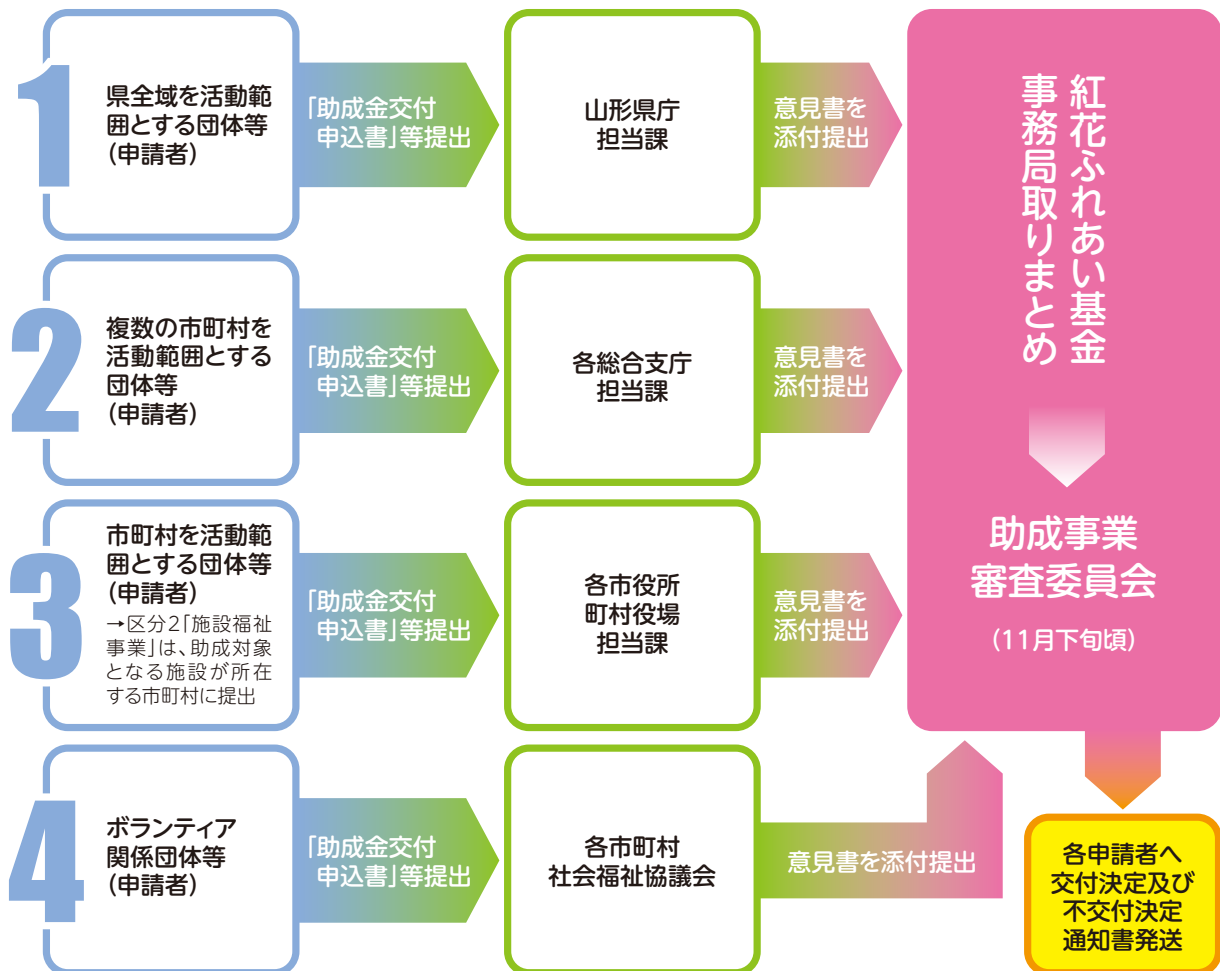 1
県全域を活動範
囲とする団体等
（申請者）
「助成金交付
申込書」等提出
山形県庁
担当課
意見書を
添付提出
2
複数の市町村を
活動範囲とする
団体等
（申請者）
「助成金交付
申込書」等提出
各総合支庁
担当課
意見書を
添付提出
3
市町村を活動範
囲とする団体等
（申請者）
→区分2「施設福祉
事業」は、助成対象
となる施設が所在
する市町村に提出
「助成金交付
申込書」等提出
各市役所
町村役場
担当課
意見書を
添付提出
4
ボランティア
関係団体等
（申請者）
「助成金交付
申込書」等提出
各市町村
社会福祉協議会
意見書を添付提出
紅花ふれあい基金
事務局取りまとめ
助成事業
審査委員会
（11月下旬頃）
各申請者へ
交付決定及び
不交付決定
通知書発送